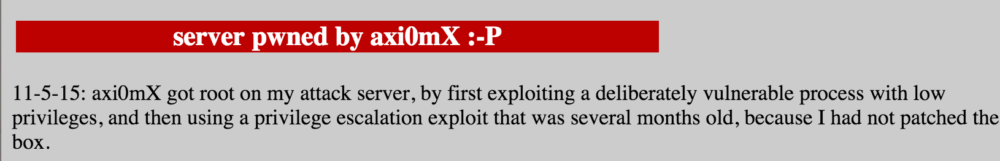 server pwned by axi0mX :-P
11-5-15: axi0mX got root on my attack server, by first exploiting a deliberately vulnerable process with low
privileges, and then using a privilege escalation exploit that was several months old, because I had not patched the
box.